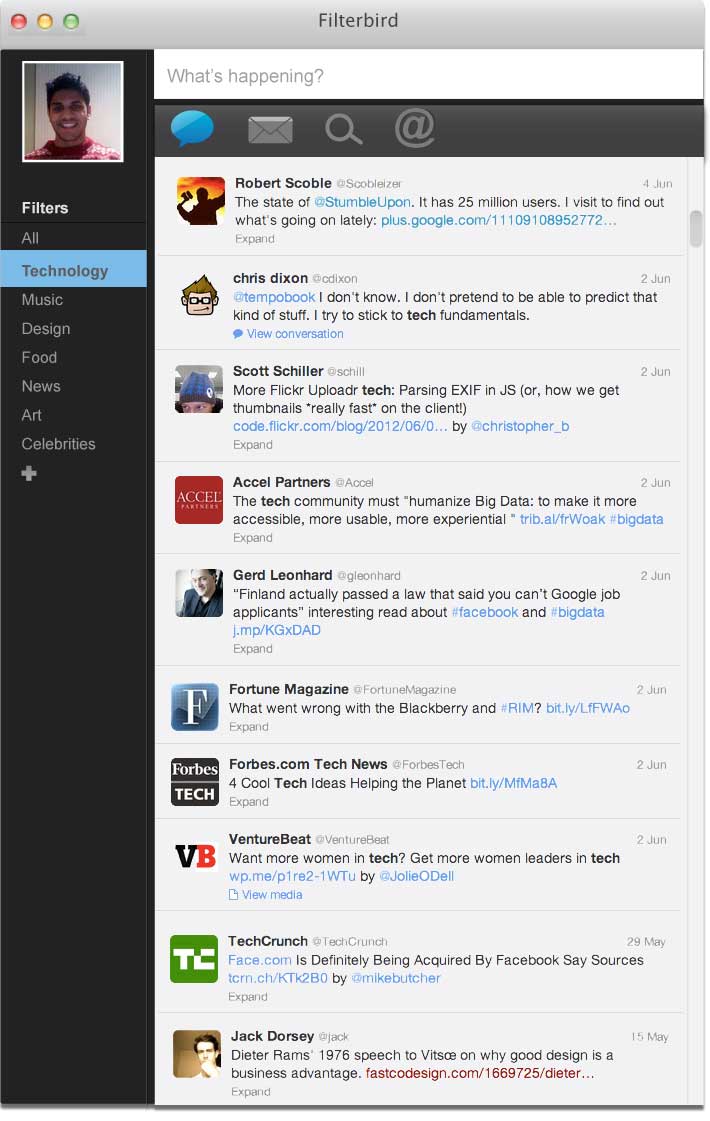 Filterbird
What's happening?
Filters
All
Technology
Music
Design
Food
News
Art
Celebrities
Robert Scoble @Scobleizer 4 Jun
The state of @StumbleUpon. It has 25 million users. I visit to find out
what's going on lately: plus.google.com/11109108952772…
Expand
chris dixon @cdixon 2 Jun
@tempobook I don't know. I don't pretend to be able to predict that
kind of stuff. I try to stick to tech fundamentals.
View conversation
Scott Schiller @schill 2 Jun
More Flickr Uploadr tech: Parsing EXIF in JS (or, how we get
thumbnails *really fast* on the client!)
code.flickr.com/blog/2012/06/0… by @christopher_b
Expand
ACCEL
PARTNERS
Accel Partners @Accel 2 Jun
The tech community must "humanize Big Data: to make it more
accessible, more usable, more experiential " trib.al/frWoak #bigdata
Expand
Gerd Leonhard @gleonhard 2 Jun
“Finland actually passed a law that said you can’t Google job
applicants” interesting read about #facebook and #bigdata
j.mp/KGxDAD
Expand
F
Fortune Magazine @FortuneMagazine 2 Jun
What went wrong with the Blackberry and #RIM? bit.ly/LfFWAo
Expand
Forbes
TECH
Forbes.com Tech News @ForbesTech 2 Jun
4 Cool Tech Ideas Helping the Planet bit.ly/MfMa8A
Expand
VB
VentureBeat @VentureBeat 2 Jun
Want more women in tech? Get more women leaders in tech
wp.me/p1re2-1WTu by @JolieODell
View media
TC
TechCrunch @TechCrunch 29 May
Face.com Is Definitely Being Acquired By Facebook Say Sources
tcrn.ch/KTk2B0 by @mikebutcher
Expand
Jack Dorsey @jack 15 May
Dieter Rams' 1976 speech to Vitsœ on why good design is a
business advantage. fastcodesign.com/1669725/dieter…
Expand